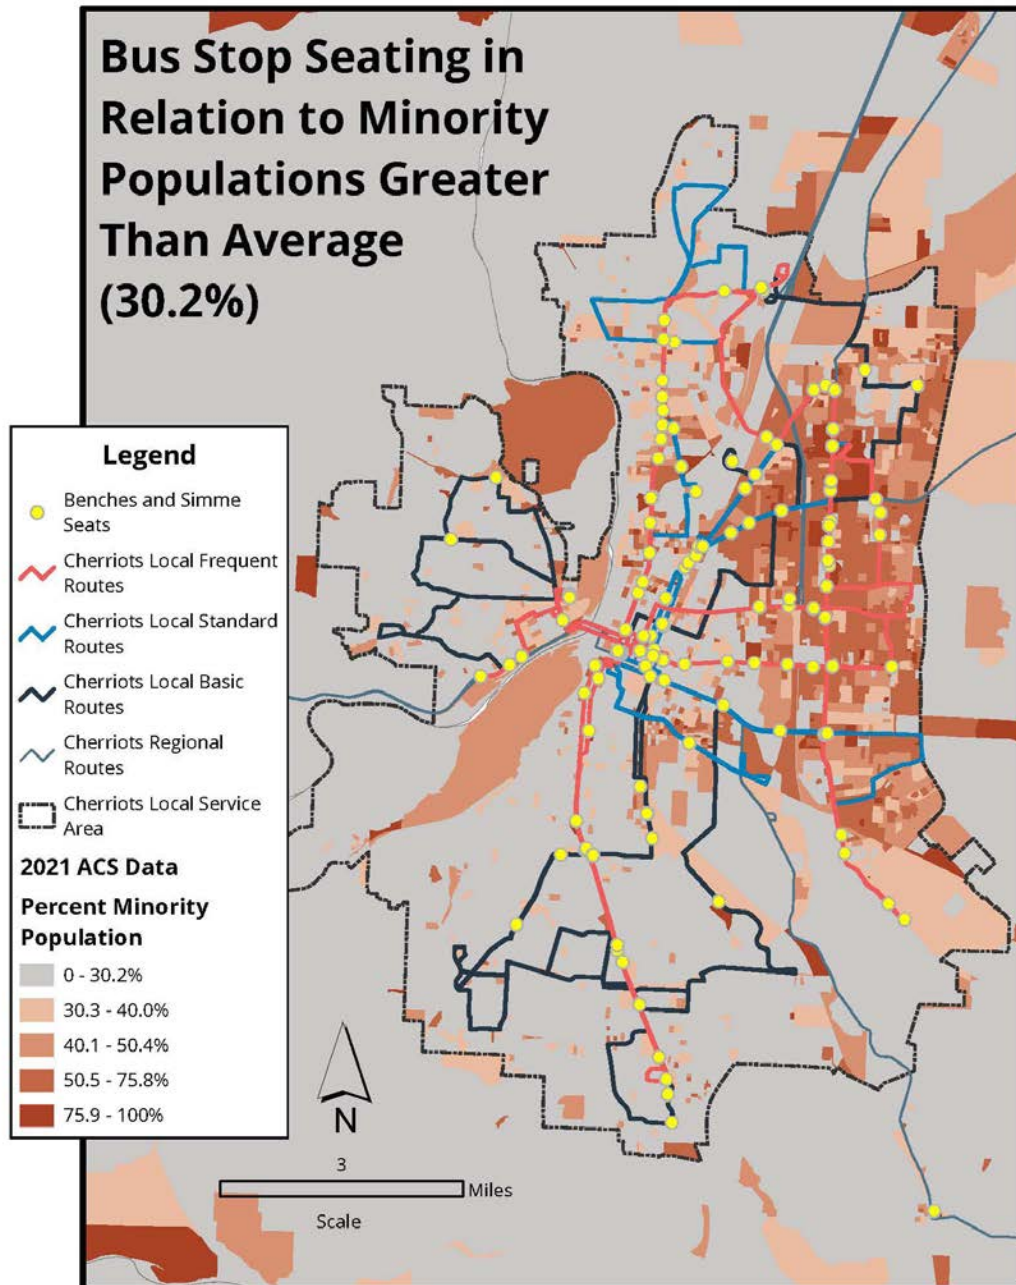 Bus Stop Seating in
Relation to Minority
Populations Greater
Than Average
(30.2%)
Legend
Benches and Simme
Seats
Cherriots Local Frequent
Routes
Cherriots Local Standard
Routes
Cherriots Local Basic
Routes
Cherriots Regional
Routes
Cherriots Local Service
Area
2021 ACS Data
Percent Minority
Population
0 - 30.2%
30.3 - 40.0%
40.1 - 50.4%
50.5 - 75.8%
75.9 - 100%
N
3
Miles
Scale